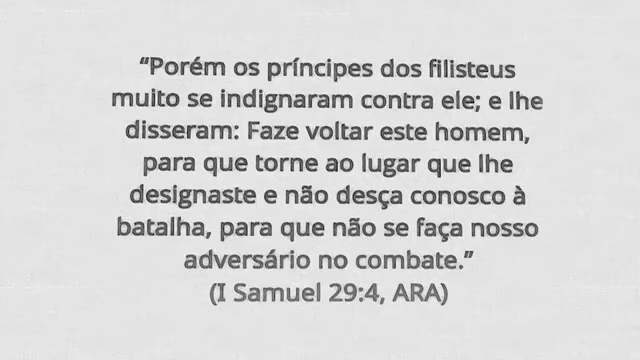 “Porém os príncipes dos filisteus
muito se indignaram contra ele; e lhe
disseram: Faze voltar este homem,
para que torne ao lugar que lhe
designaste e não desça conosco à
batalha, para que não se faça nosso
adversário no combate.”
(I Samuel 29:4, ARA)